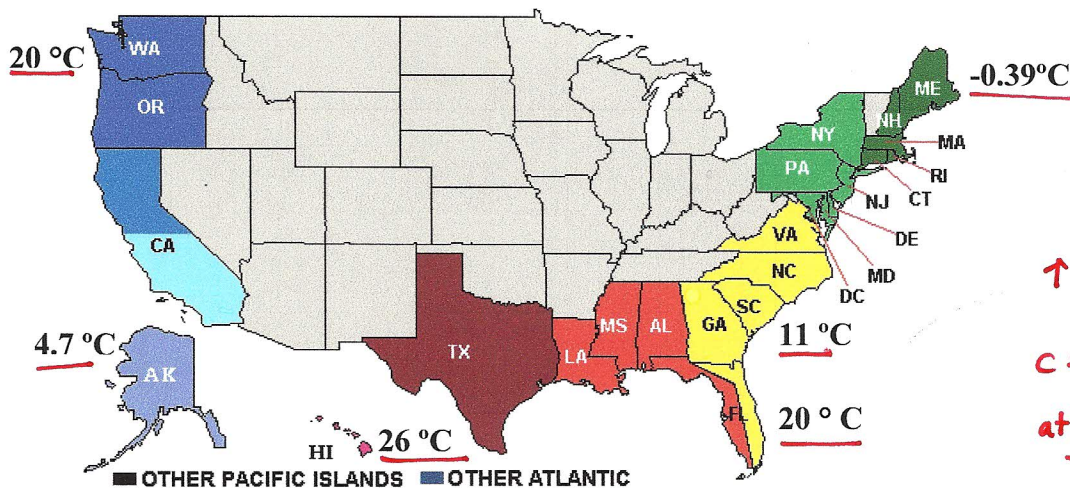 WA
20 °C
OR
ME
-0.39°C
NH
NY
MA
PA
RI
CT
NJ
DE
CA
VA
MD
NC
DC
↑
SC
MS
AL
GA
11 °C
4.7 °C
TX
LA
AK
C
FL
20 ° C
at
HI
26 °C
OTHER PACIFIC ISLANDS
OTHER ATLANTIC